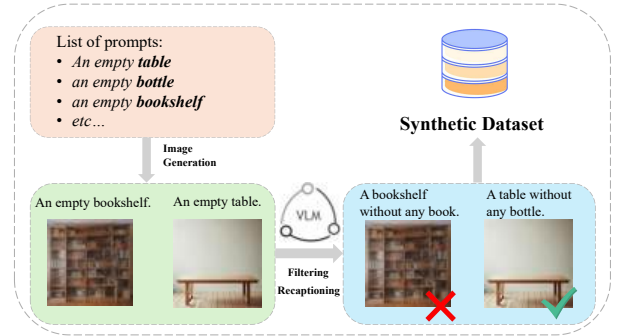 List of prompts:
• An empty table
• an empty bottle
• an empty bookshelf
• etc…
Synthetic Dataset
Image
Generation
An empty bookshelf.
An empty table.
VLM
Filtering
Recaptioning
A bookshelf
without any book.
A table without
any bottle.